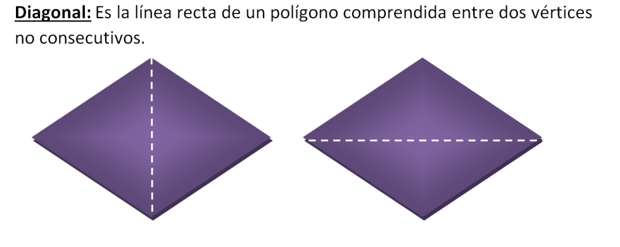 Diagonal: Es la línea recta de un polígono comprendida entre dos vértices
no consecutivos.